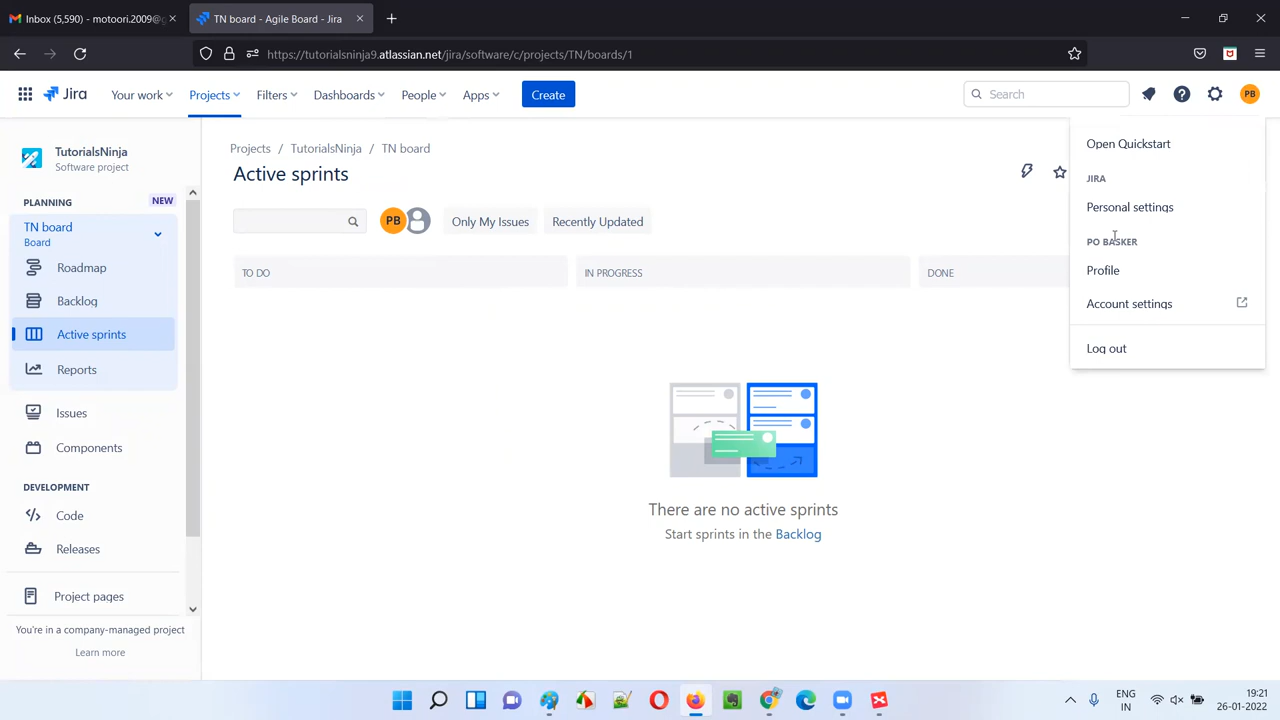 Inbox (5,590) - motoori.2009@g
TN board - Agile Board - Jira
https://tutorialsninja9.atlassian.net/jira/software/c/projects/TN/boards/1
Jira
Your work
Projects
Filters
Dashboards
People
Apps
Create
Search
PB
TutorialsNinja
Software project
PLANNING
NEW
TN board
Board
Roadmap
Backlog
Active sprints
Reports
Issues
Components
DEVELOPMENT
Code
Releases
Project pages
You're in a company-managed project
Learn more
Projects / TutorialsNinja / TN board
Active sprints
PB
Only My Issues
Recently Updated
TO DO
IN PROGRESS
DONE
There are no active sprints
Start sprints in the Backlog
Open Quickstart
JIRA
Personal settings
PO BASKER
Profile
Account settings
Log out
ENG
IN
19:21
26-01-2022